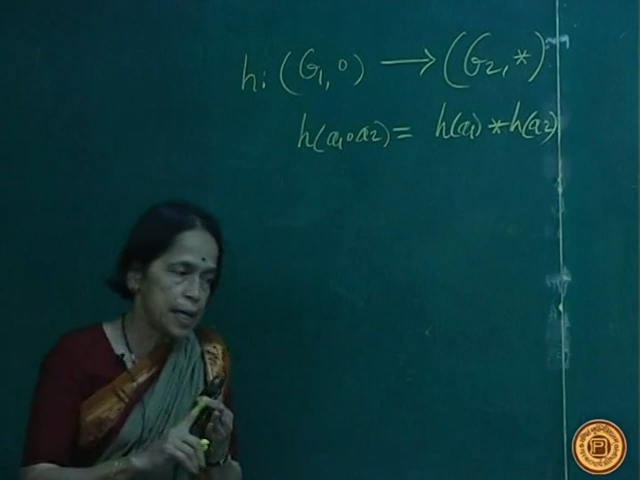 h: (G₁, o) → (G₂, *)
h(a₁ o a₂) = h(a₁) * h(a₂)